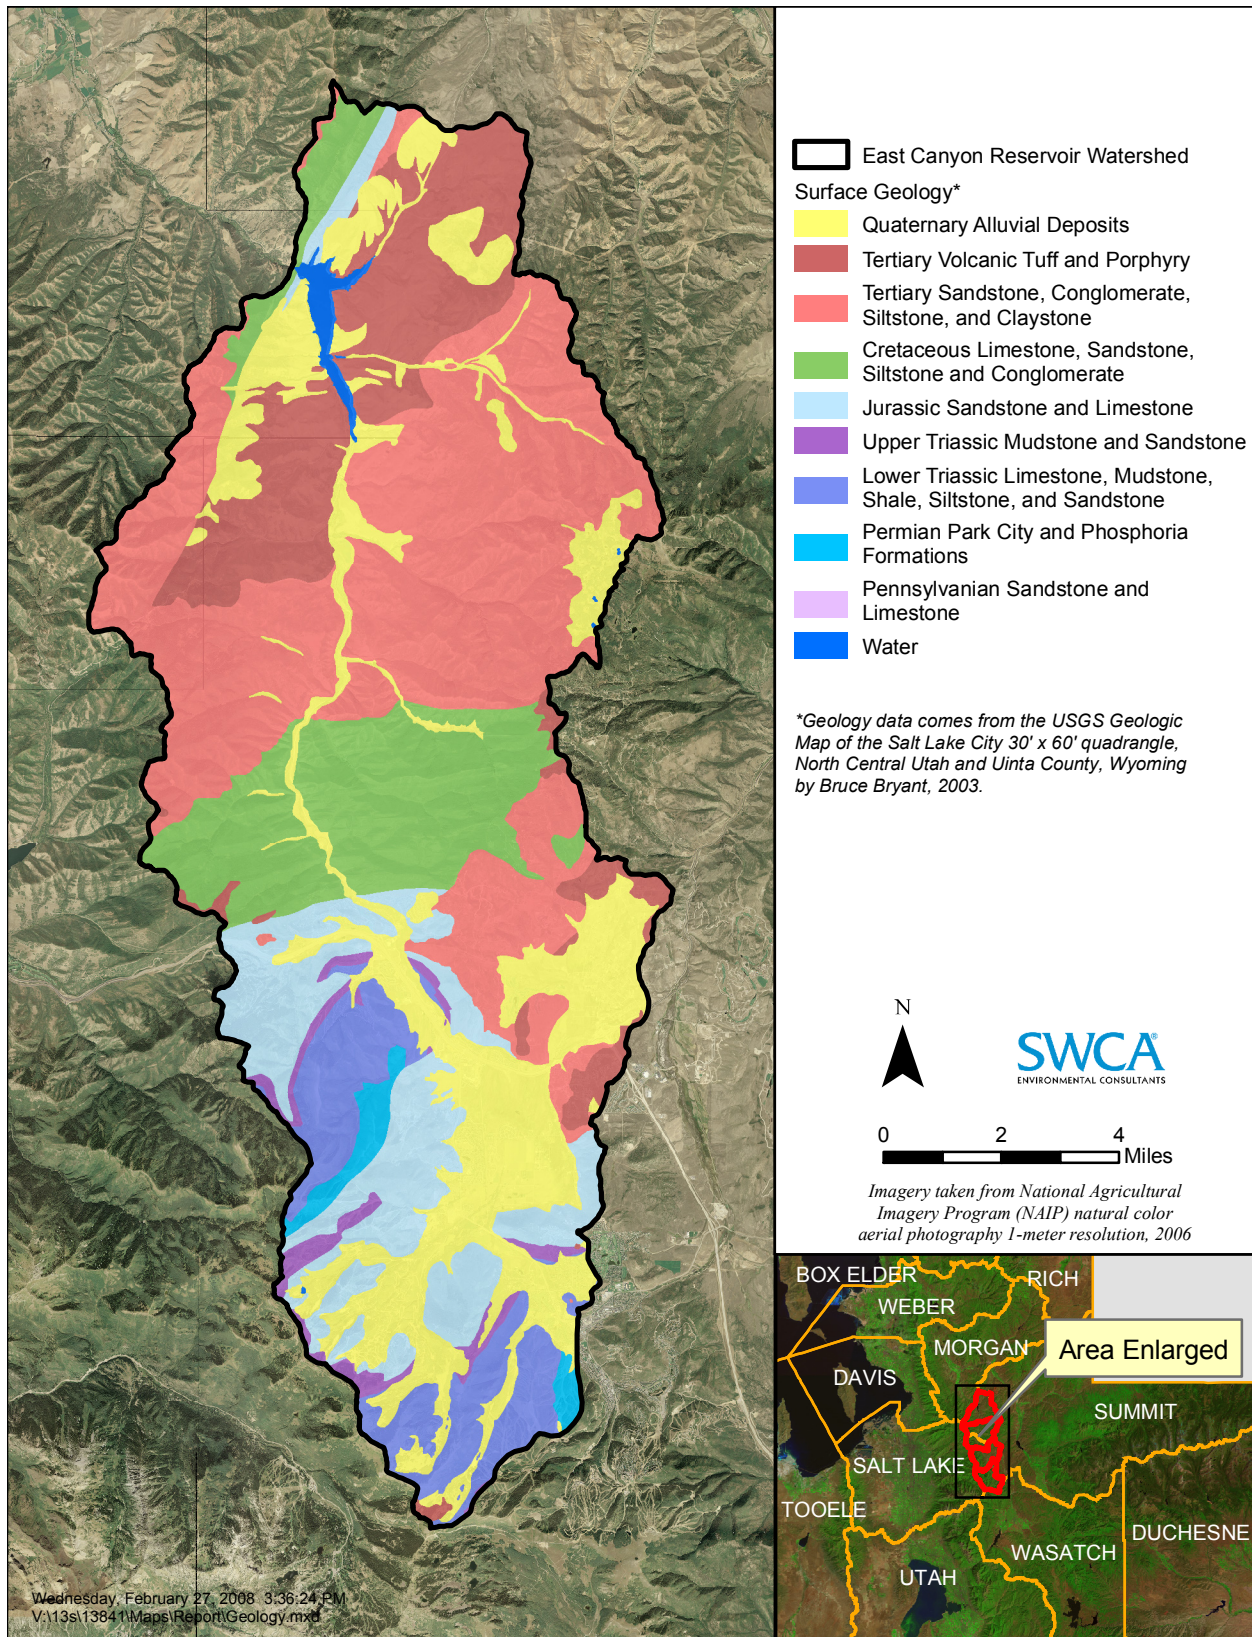 East Canyon Reservoir Watershed
Surface Geology*
Quaternary Alluvial Deposits
Tertiary Volcanic Tuff and Porphyry
Tertiary Sandstone, Conglomerate,
Siltstone, and Claystone
Cretaceous Limestone, Sandstone,
Siltstone and Conglomerate
Jurassic Sandstone and Limestone
Upper Triassic Mudstone and Sandstone
Lower Triassic Limestone, Mudstone,
Shale, Siltstone, and Sandstone
Permian Park City and Phosphoria
Formations
Pennsylvanian Sandstone and
Limestone
Water
*Geology data comes from the USGS Geologic
Map of the Salt Lake City 30' x 60' quadrangle,
North Central Utah and Uinta County, Wyoming
by Bruce Bryant, 2003.
N
SWCA®
ENVIRONMENTAL CONSULTANTS
0 2 4
Miles
Imagery taken from National Agricultural
Imagery Program (NAIP) natural color
aerial photography 1-meter resolution, 2006
BOX ELDER
RICH
WEBER
MORGAN
Area Enlarged
DAVIS
SUMMIT
SALT LAKE
TOOELE
DUCHESNE
WASATCH
UTAH
Wednesday, February 27, 2008 3:36:24 PM
V:\13s\13841\Maps\Report\Geology.mxd